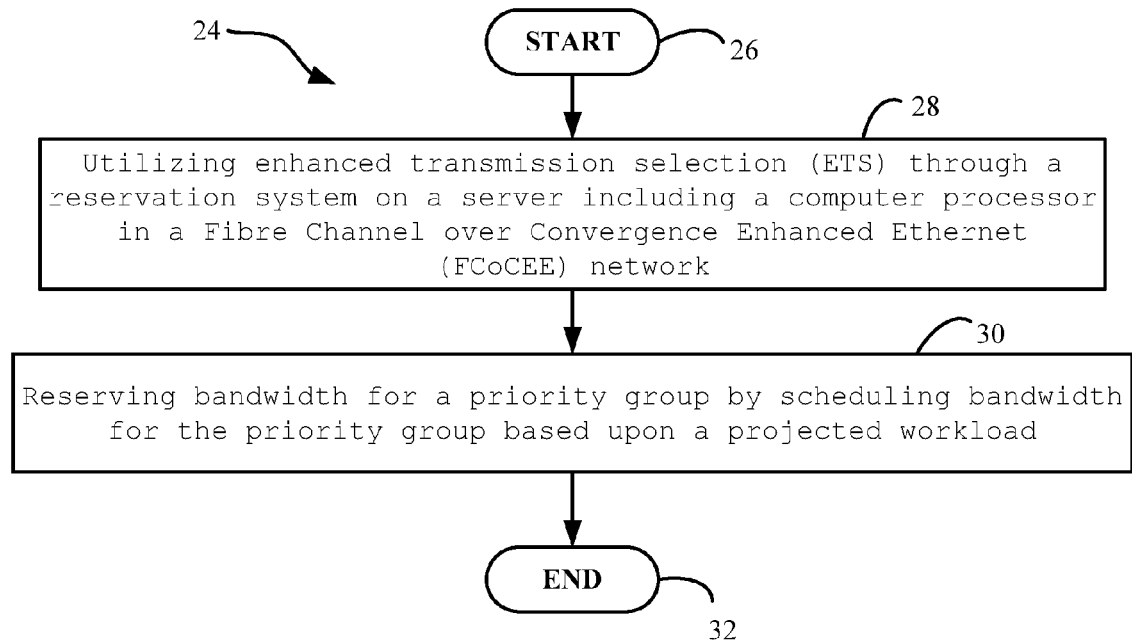 24
START
26
28
Utilizing enhanced transmission selection (ETS) through a
reservation system on a server including a computer processor
in a Fibre Channel over Convergence Enhanced Ethernet
(FCoCEE) network
30
Reserving bandwidth for a priority group by scheduling bandwidth
for the priority group based upon a projected workload
END
32